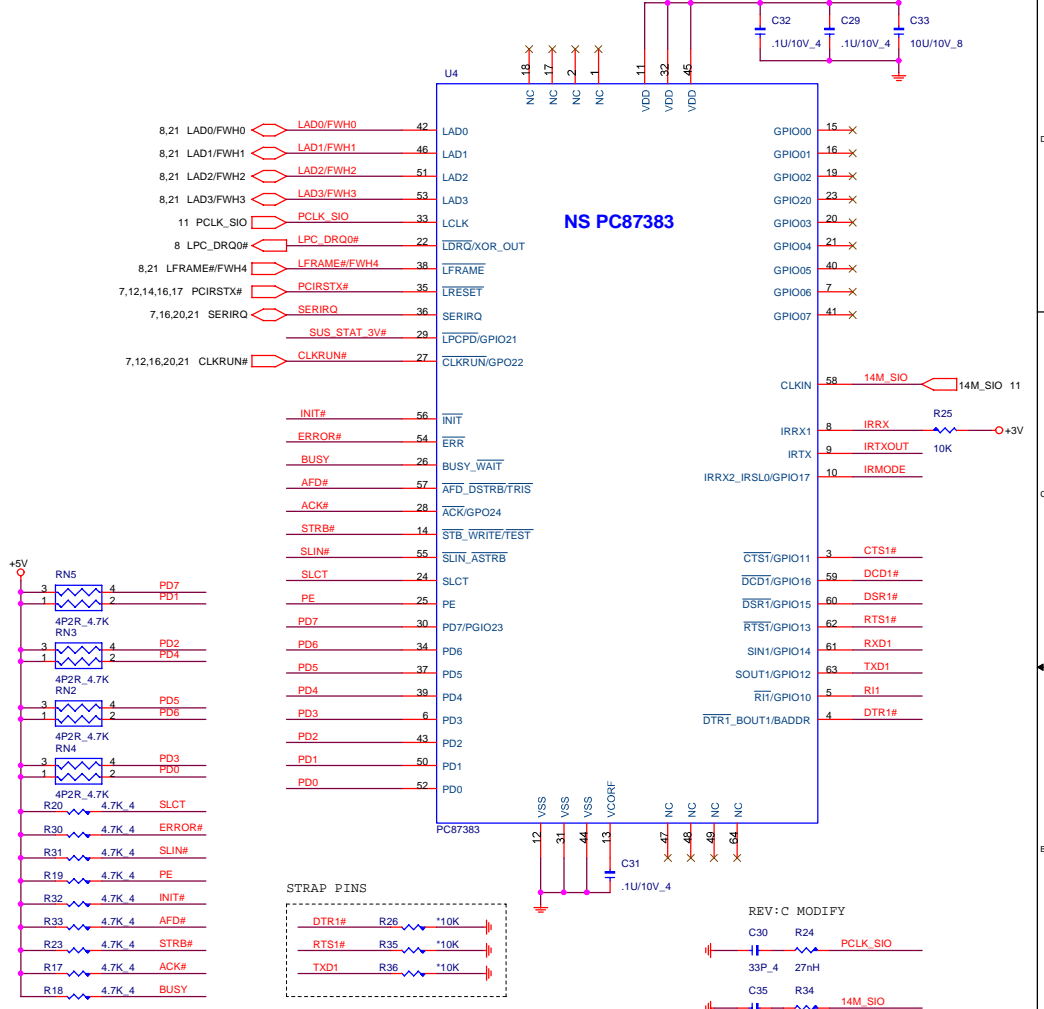 C32 C29 C33
.1U/10V_4 .1U/10V_4 10U/10V_8
U4
18 17 2 1 11 32 45
NC NC NC NC VDD VDD VDD
NS PC87383
8,21 LAD0/FWH0 LAD0/FWH0 42 LAD0
8,21 LAD1/FWH1 LAD1/FWH1 46 LAD1
8,21 LAD2/FWH2 LAD2/FWH2 51 LAD2
8,21 LAD3/FWH3 LAD3/FWH3 53 LAD3
11 PCLK_SIO PCLK_SIO 33 LCLK
8 LPC_DRQ0# LPC_DRQ0# 22 LDRQ/XOR_OUT
8,21 LFRAME#/FWH4 LFRAME#/FWH4 38 LFRAME
7,12,14,16,17 PCIRSTX# PCIRSTX# 35 LRESET
7,16,20,21 SERIRQ SERIRQ 36 SERIRQ
SUS_STAT_3V# 29 LPCPD/GPIO21
7,12,16,20,21 CLKRUN# CLKRUN# 27 CLKRUN/GPO22
INIT# 56 INIT
ERROR# 54 ERR
BUSY 26 BUSY_WAIT
AFD# 57 AFD_DSTRB/TRIS
ACK# 28 ACK/GPO24
STRB# 14 STB_WRITE/TEST
SLIN# 55 SLIN_ASTRB
SLCT 24 SLCT
PE 25 PE
PD7 30 PD7/PGIO23
PD6 34 PD6
PD5 37 PD5
PD4 39 PD4
PD3 6 PD3
PD2 43 PD2
PD1 50 PD1
PD0 52 PD0
GPIO00 15
GPIO01 16
GPIO02 19
GPIO20 23
GPIO03 20
GPIO04 21
GPIO05 40
GPIO06 7
GPIO07 41
CLKIN 58 14M_SIO 14M_SIO 11
IRRX1 8 IRRX R25 10K +3V
IRTX 9 IRTXOUT
IRRX2_IRSL0/GPIO17 10 IRMODE
CTS1/GPIO11 3 CTS1#
DCD1/GPIO16 59 DCD1#
DSR1/GPIO15 60 DSR1#
RTS1/GPIO13 62 RTS1#
SIN1/GPIO14 61 RXD1
SOUT1/GPIO12 63 TXD1
RI1/GPIO10 5 RI1
DTR1_BOUT1/BADDR 4 DTR1#
VSS VSS VSS VCORF NC NC NC NC
12 31 44 13 47 48 49 64
PC87383
C31
.1U/10V_4
+5V
RN5
3 4 PD7
1 2 PD1
4P2R_4.7K
RN3
3 4 PD2
1 2 PD4
4P2R_4.7K
RN2
3 4 PD5
1 2 PD6
4P2R_4.7K
RN4
3 4 PD3
1 2 PD0
4P2R_4.7K
R20 4.7K_4 SLCT
R30 4.7K_4 ERROR#
R31 4.7K_4 SLIN#
R19 4.7K_4 PE
R32 4.7K_4 INIT#
R33 4.7K_4 AFD#
R23 4.7K_4 STRB#
R17 4.7K_4 ACK#
R18 4.7K_4 BUSY
STRAP PINS
DTR1# R26 *10K
RTS1# R35 *10K
TXD1 R36 *10K
REV:C MODIFY
C30 R24 PCLK_SIO
33P_4 27nH
C35 R34 14M_SIO